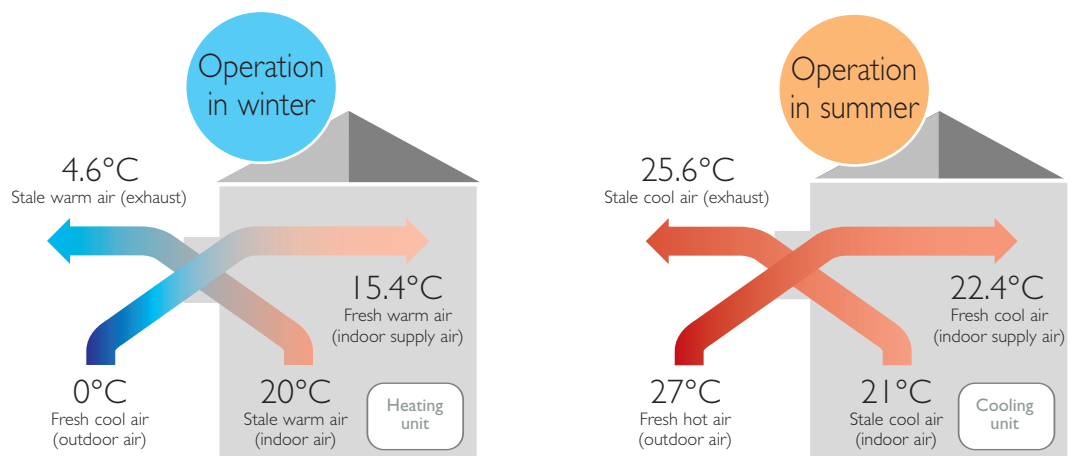 Operation
in winter
4.6°C
Stale warm air (exhaust)
15.4°C
Fresh warm air
(indoor supply air)
0°C
Fresh cool air
(outdoor air)
20°C
Stale warm air
(indoor air)
Heating
unit
Operation
in summer
25.6°C
Stale cool air (exhaust)
22.4°C
Fresh cool air
(indoor supply air)
27°C
Fresh hot air
(outdoor air)
21°C
Stale cool air
(indoor air)
Cooling
unit